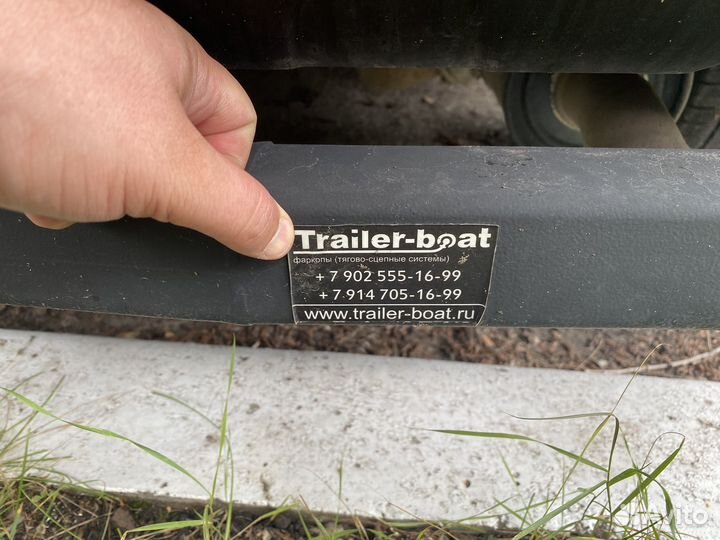 Trailer-boat
фаркопы (тягово-сцепные системы)
+7 902 555-16-99
+7 914 705-16-99
www.trailer-boat.ru
Avito